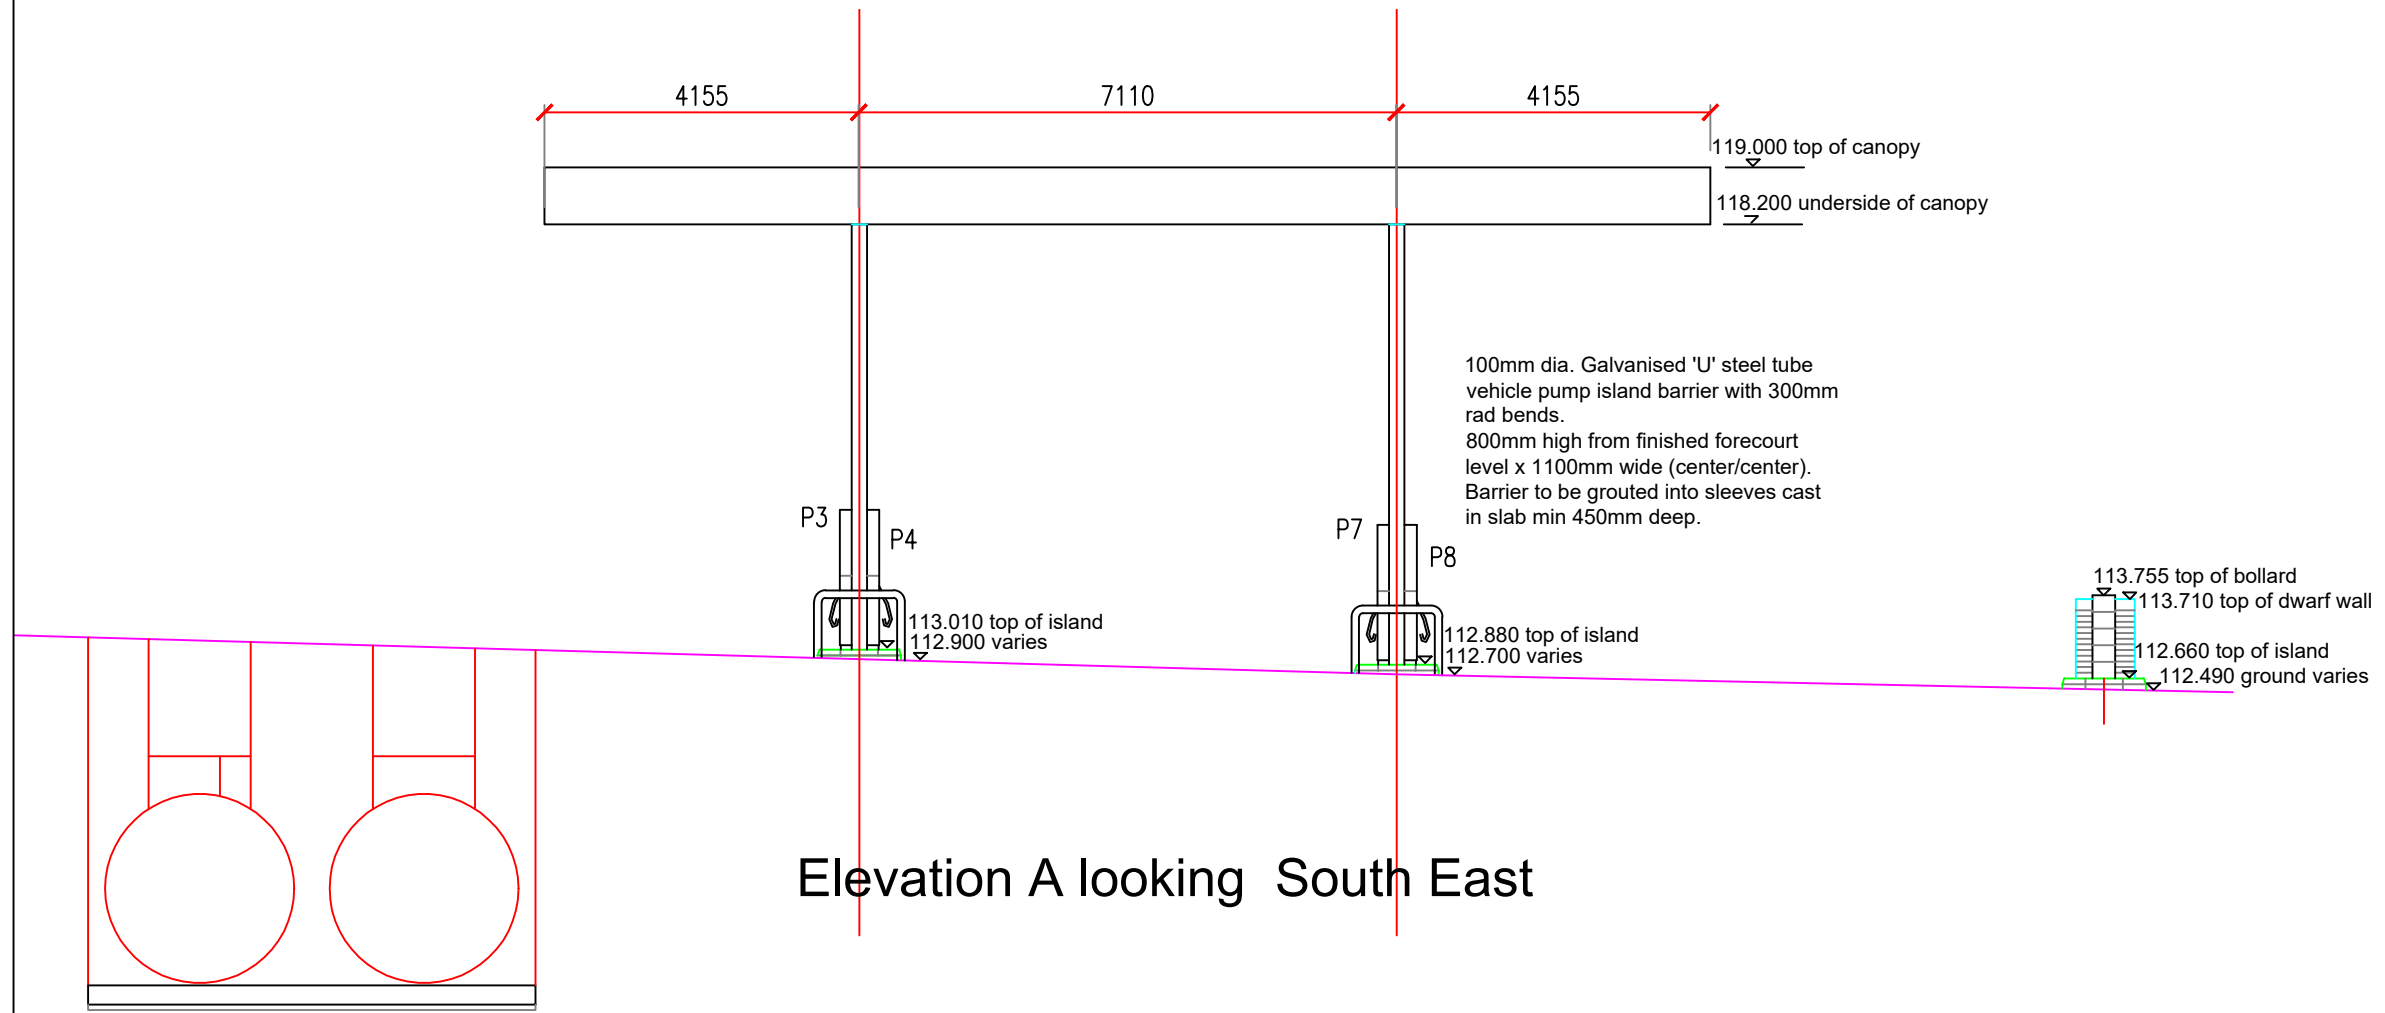 4155
7110
4155
119.000 top of canopy
118.200 underside of canopy
100mm dia. Galvanised 'U' steel tube
vehicle pump island barrier with 300mm
rad bends.
800mm high from finished forecourt
level x 1100mm wide (center/center).
Barrier to be grouted into sleeves cast
in slab min 450mm deep.
P3
P4
P7
P8
113.010 top of island
112.900 varies
112.880 top of island
112.700 varies
113.755 top of bollard
113.710 top of dwarf wall
112.660 top of island
112.490 ground varies
Elevation A looking South East